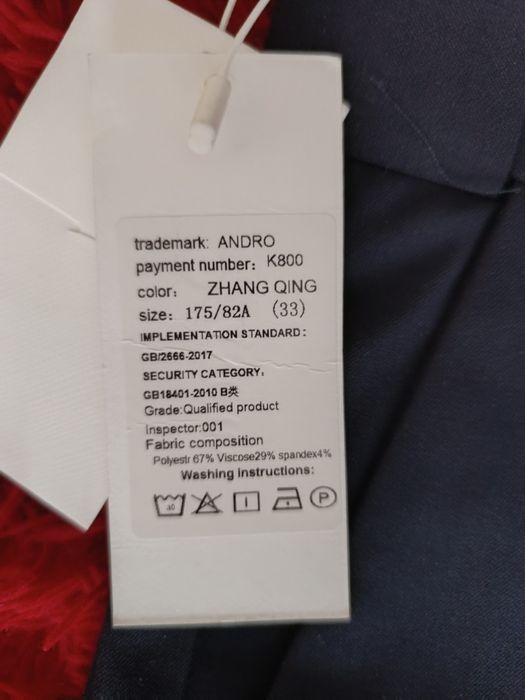 trademark: ANDRO
payment number: K800
color: ZHANG QING
size: 175/82A (33)
IMPLEMENTATION STANDARD:
GB/2666-2017
SECURITY CATEGORY:
GB18401-2010 B类
Grade:Qualified product
Inspector:001
Fabric composition
Polyestr 67% Viscose29% spandex4%
Washing instructions:
40 P